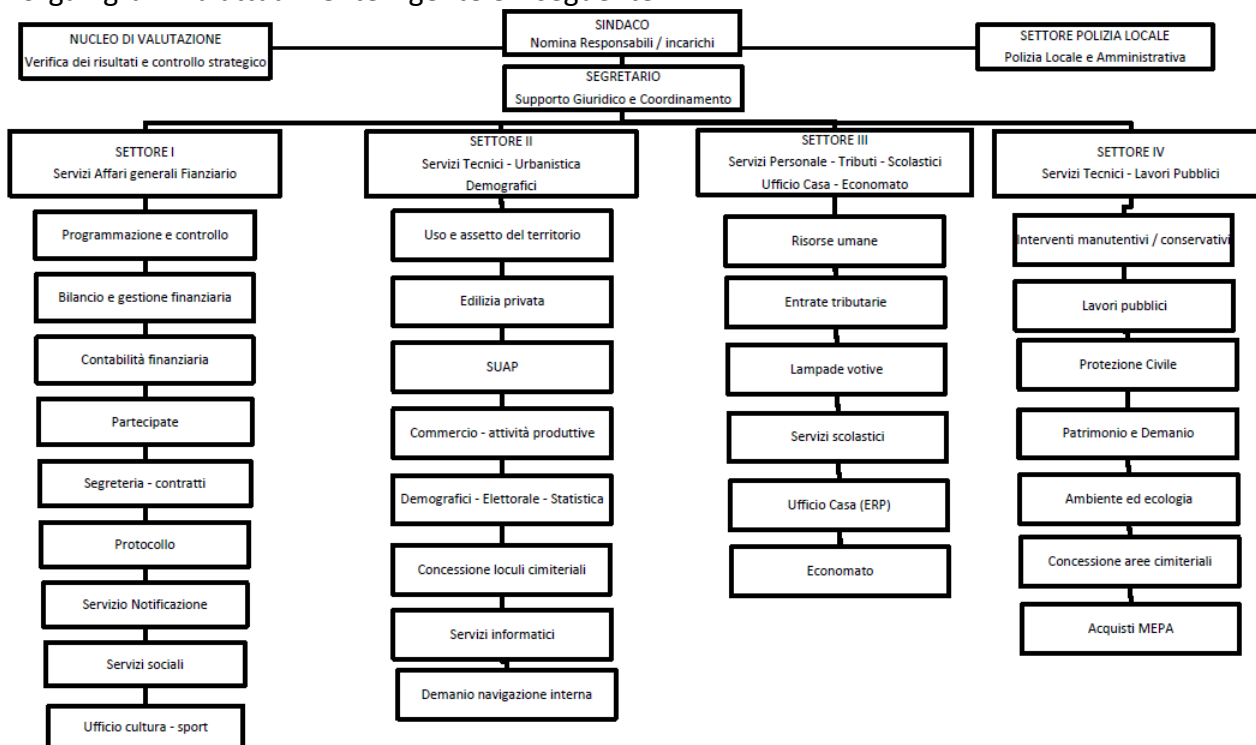 NUCLEO DI VALUTAZIONE
Verifica dei risultati e controllo strategico
SINDACO
Nomina Responsabili / incarichi
SETTORE POLIZIA LOCALE
Polizia Locale e Amministrativa
SEGRETARIO
Supporto Giuridico e Coordinamento
SETTORE I
Servizi Affari generali Fianziario
Programmazione e controllo
Bilancio e gestione finanziaria
Contabilità finanziaria
Partecipate
Segreteria - contratti
Protocollo
Servizio Notificazione
Servizi sociali
Ufficio cultura - sport
SETTORE II
Servizi Tecnici - Urbanistica
Demografici
Uso e assetto del territorio
Edilizia privata
SUAP
Commercio - attività produttive
Demografici - Elettorale - Statistica
Concessione loculi cimiteriali
Servizi informatici
Demanio navigazione interna
SETTORE III
Servizi Personale - Tributi - Scolastici
Ufficio Casa - Economato
Risorse umane
Entrate tributarie
Lampade votive
Servizi scolastici
Ufficio Casa (ERP)
Economato
SETTORE IV
Servizi Tecnici - Lavori Pubblici
Interventi manutentivi / conservativi
Lavori pubblici
Protezione Civile
Patrimonio e Demanio
Ambiente ed ecologia
Concessione aree cimiteriali
Acquisti MEPA